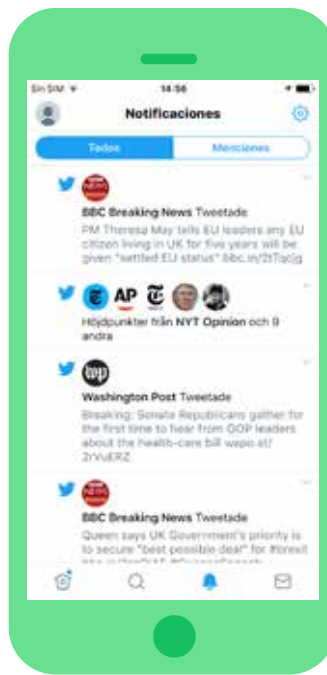 Sin SIM
14:56
Notificaciones
Todos
Menciones
BBC Breaking News Tweetade
PM Theresa May tells EU leaders any EU
citizen living in UK for five years will be
given "settled EU status" bbc.in/2tTqcjg
AP
Höjdpunkter från NYT Opinion och 9
andra
wp
Washington Post Tweetade
Breaking: Senate Republicans gather for
the first time to hear from GOP leaders
about the health-care bill wapo.st/
2rVuERZ
NEWS
BBC Breaking News Tweetade
Queen says UK Government's priority is
to secure "best possible deal" for #brexit